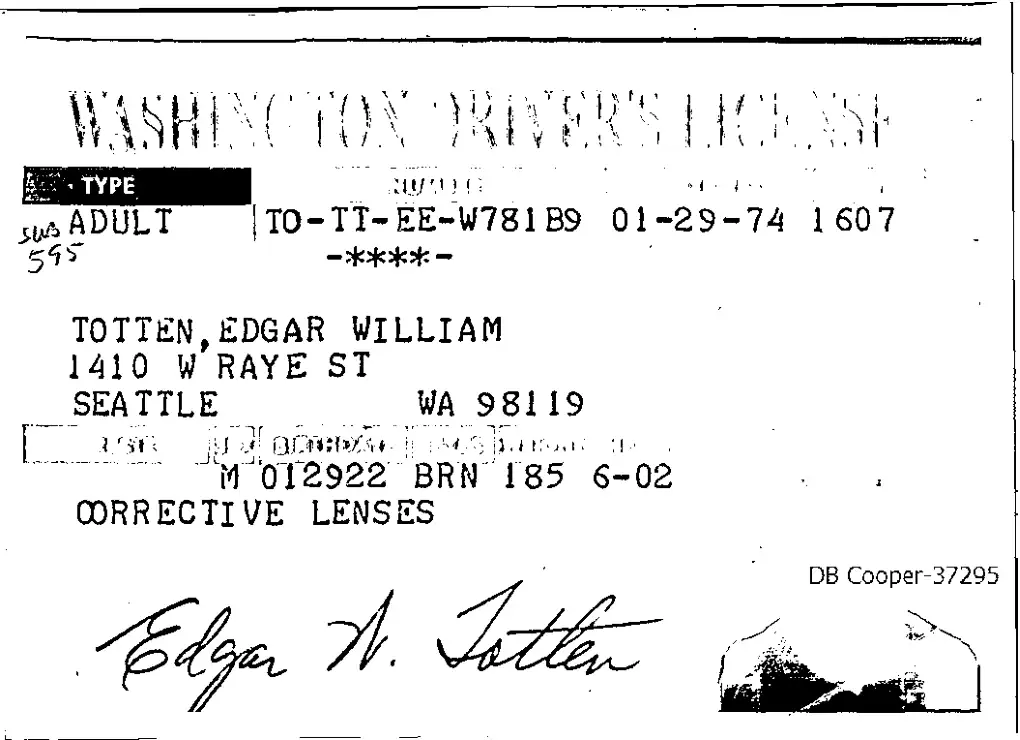 WASHINGTON DRIVER'S LICENSE
TYPE
ADULT TO-TT-EE-W781B9 01-29-74 1607
SUB 595
-****-
TOTTEN, EDGAR WILLIAM
1410 W RAYE ST
SEATTLE WA 98119
M 012922 BRN 185 6-02
CORRECTIVE LENSES
DB Cooper-37295
Edgar W. Totten